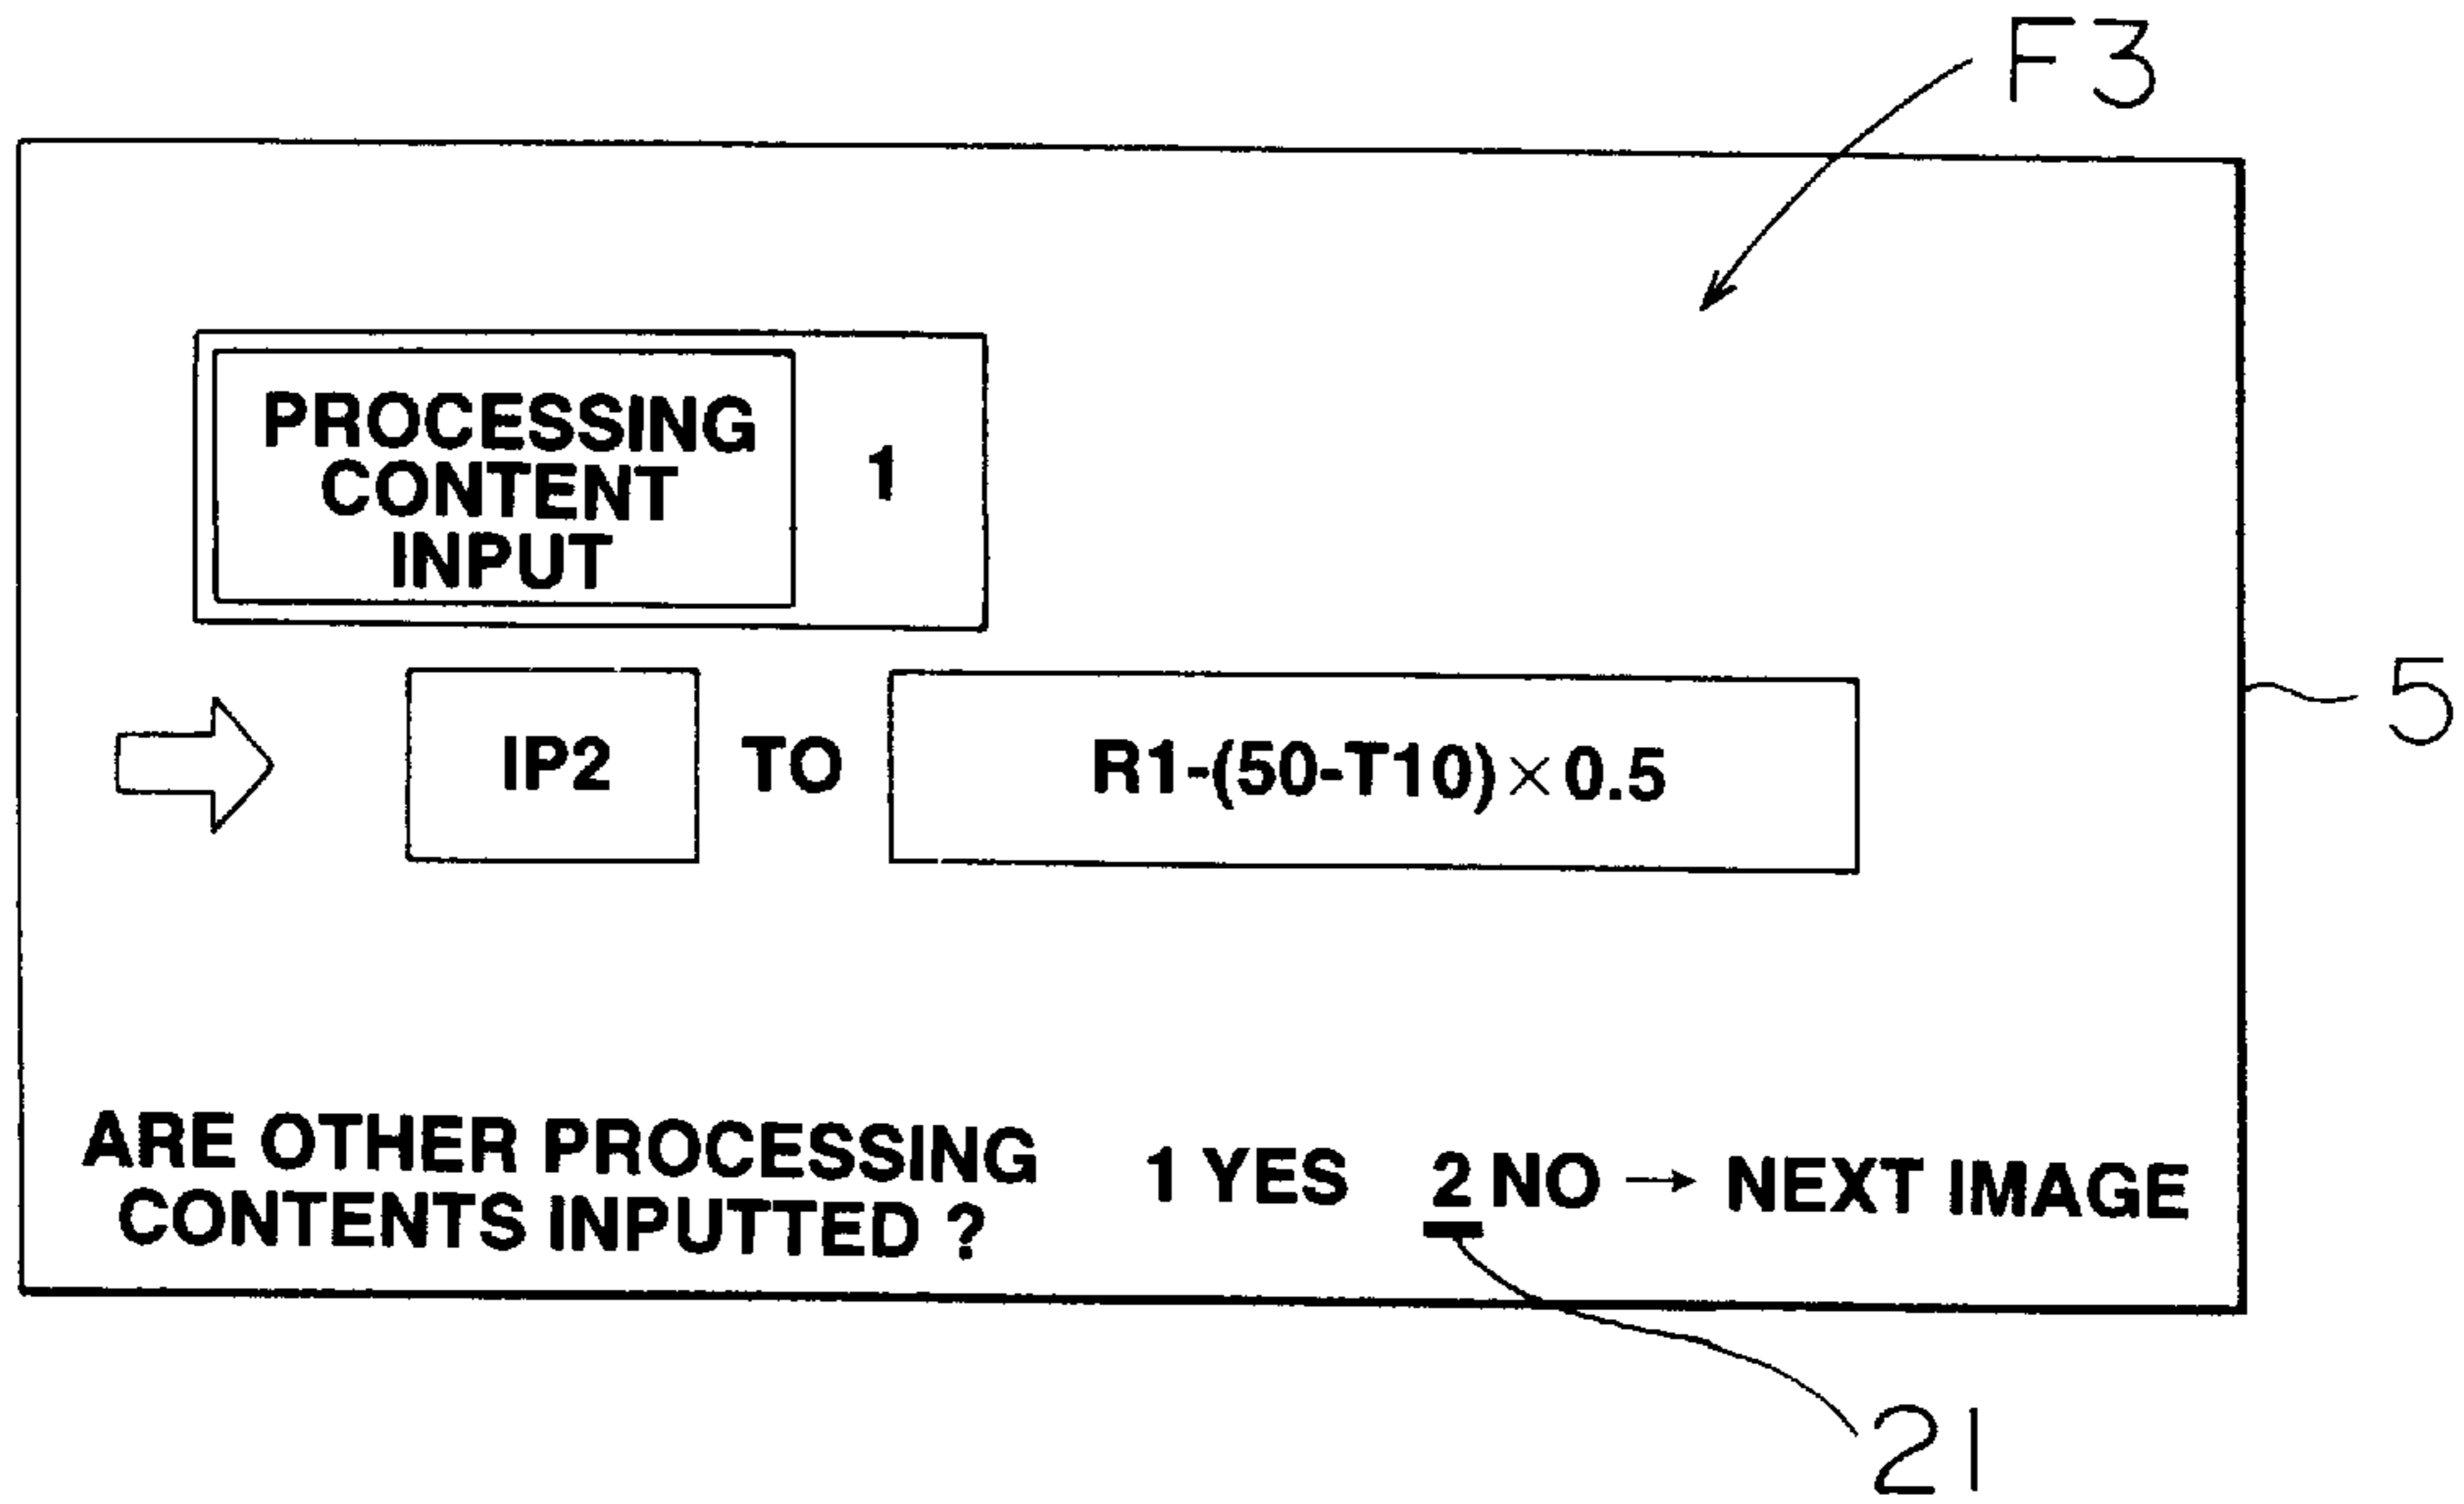 F3
PROCESSING
CONTENT
INPUT
1
IP2 TO R1-(50-T10)×0.5
5
ARE OTHER PROCESSING
CONTENTS INPUTTED ?
1 YES 2 NO → NEXT IMAGE
21